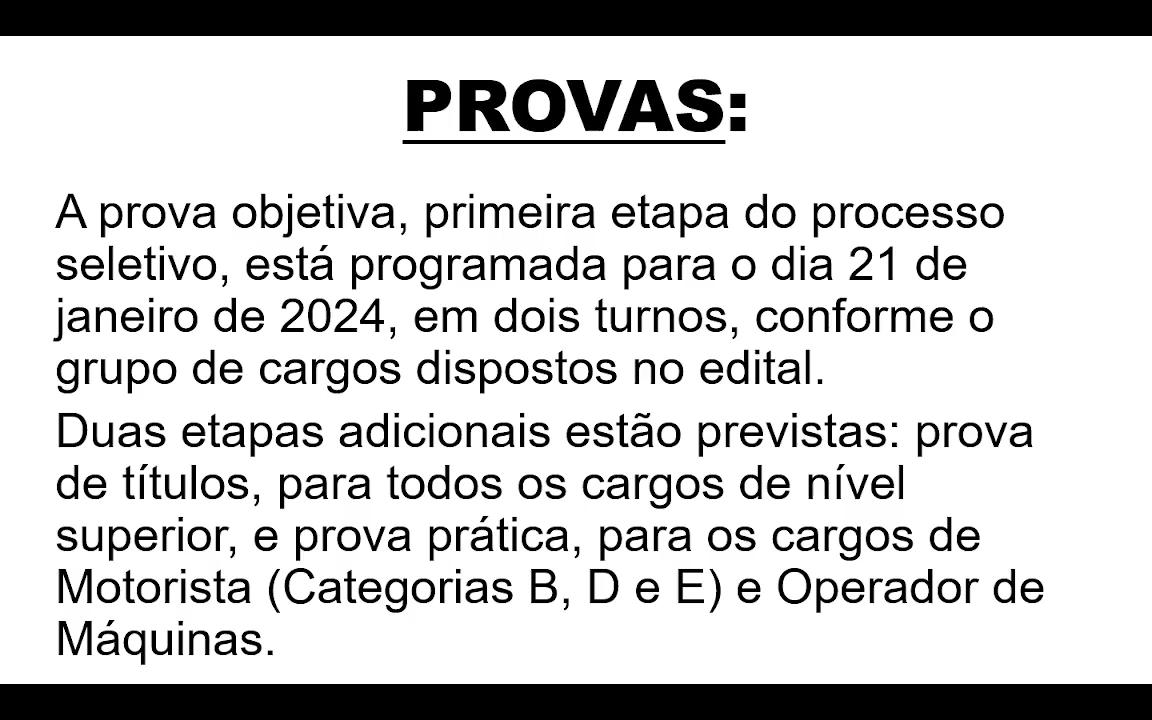 PROVAS:
A prova objetiva, primeira etapa do processo
seletivo, está programada para o dia 21 de
janeiro de 2024, em dois turnos, conforme o
grupo de cargos dispostos no edital.
Duas etapas adicionais estão previstas: prova
de títulos, para todos os cargos de nível
superior, e prova prática, para os cargos de
Motorista (Categorias B, D e E) e Operador de
Máquinas.